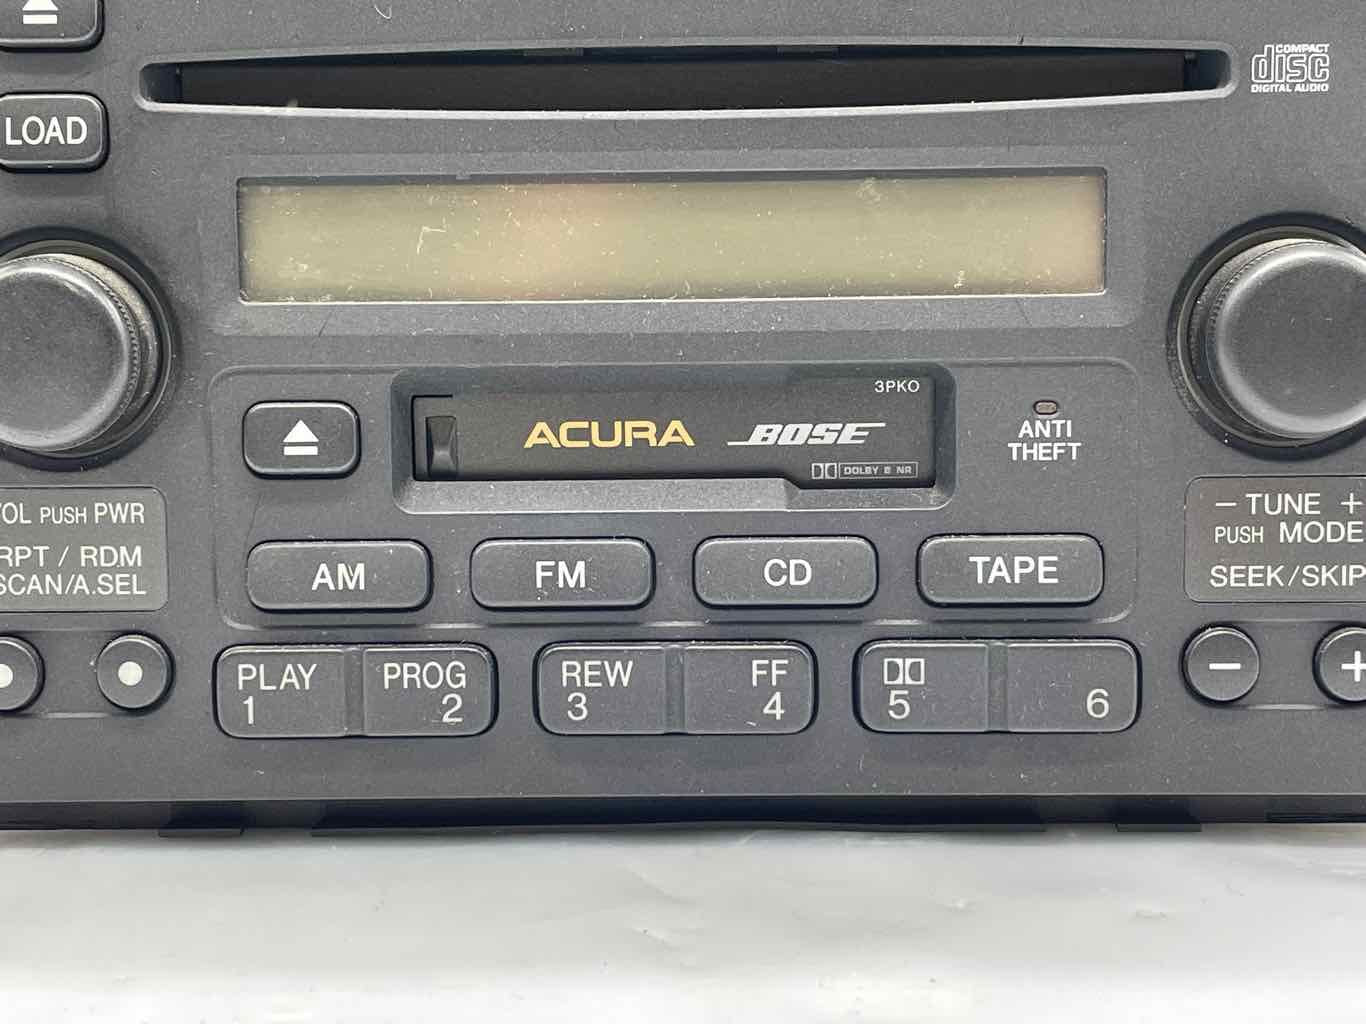 COMPACT
disc
DIGITAL AUDIO
LOAD
3PKO
ACURA BOSE
DOLBY B NR
ANTI
THEFT
VOL PUSH PWR
RPT / RDM
SCAN/A.SEL
- TUNE +
PUSH MODE
SEEK/SKIP
AM FM CD TAPE
PLAY PROG REW FF
1 2 3 4 5 6
- +